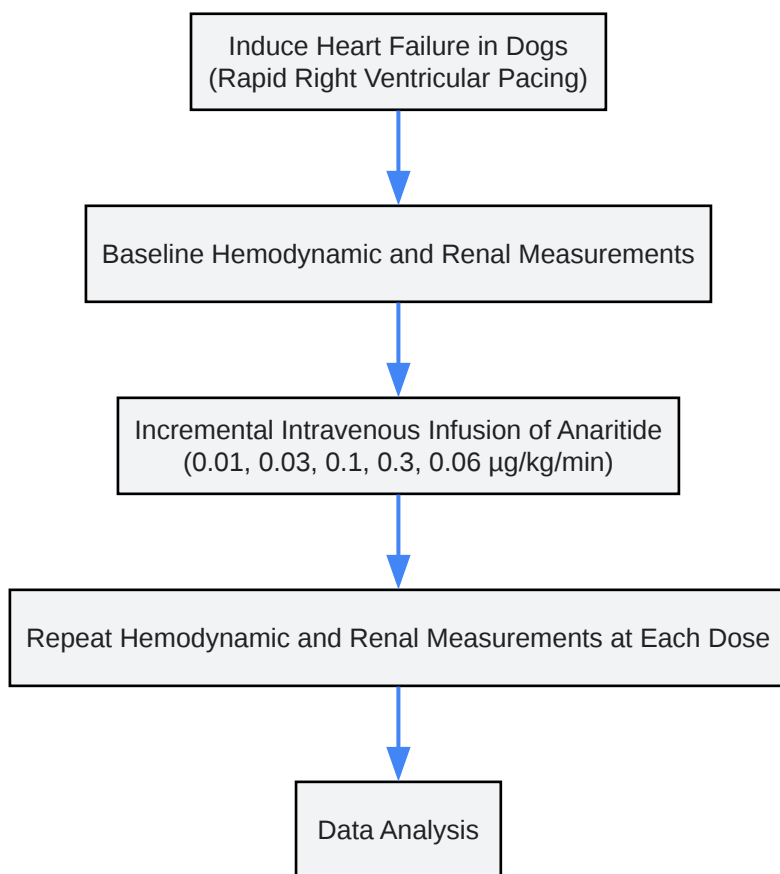 Induce Heart Failure in Dogs
(Rapid Right Ventricular Pacing)
Baseline Hemodynamic and Renal Measurements
Incremental Intravenous Infusion of Anaritide
(0.01, 0.03, 0.1, 0.3, 0.06 µg/kg/min)
Repeat Hemodynamic and Renal Measurements at Each Dose
Data Analysis